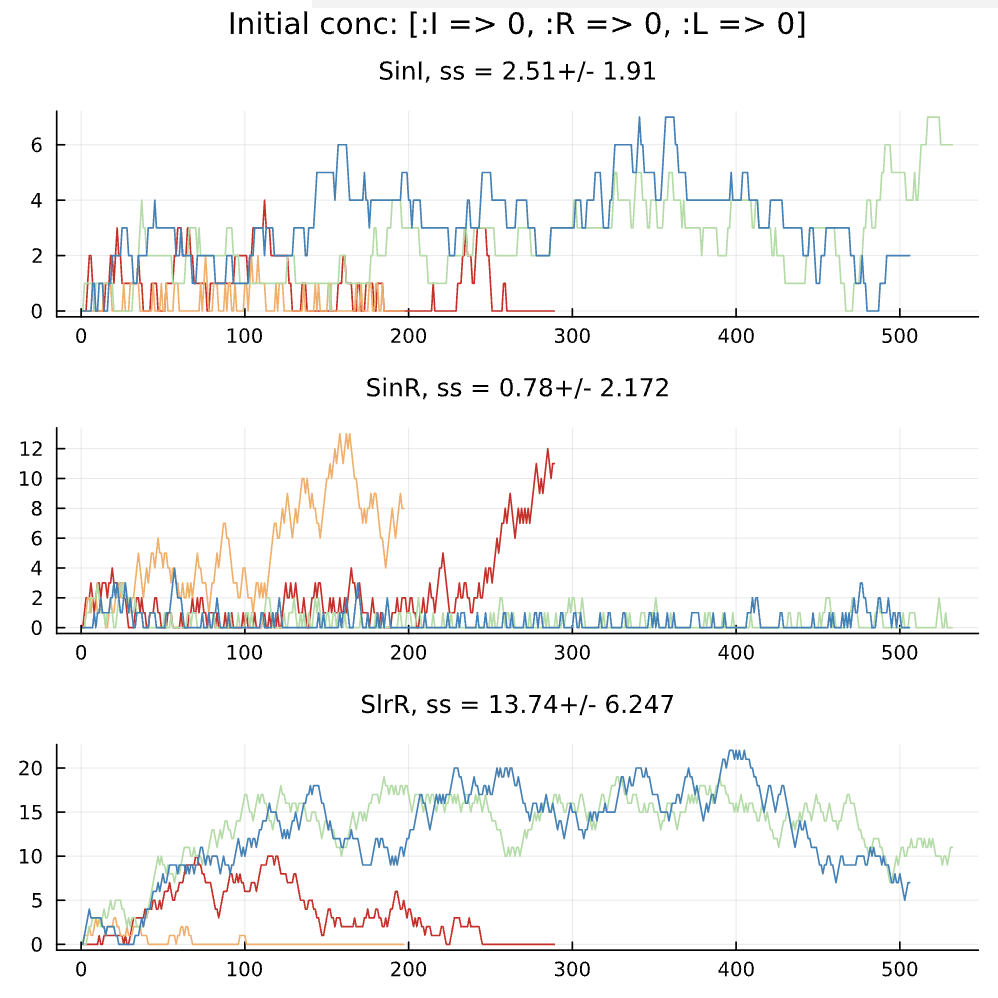 Initial conc: [:I => 0, :R => 0, :L => 0]
SinI, ss = 2.51+/- 1.91
6
4
2
0
0 100 200 300 400 500
SinR, ss = 0.78+/- 2.172
12
10
8
6
4
2
0
0 100 200 300 400 500
SlrR, ss = 13.74+/- 6.247
20
15
10
5
0
0 100 200 300 400 500